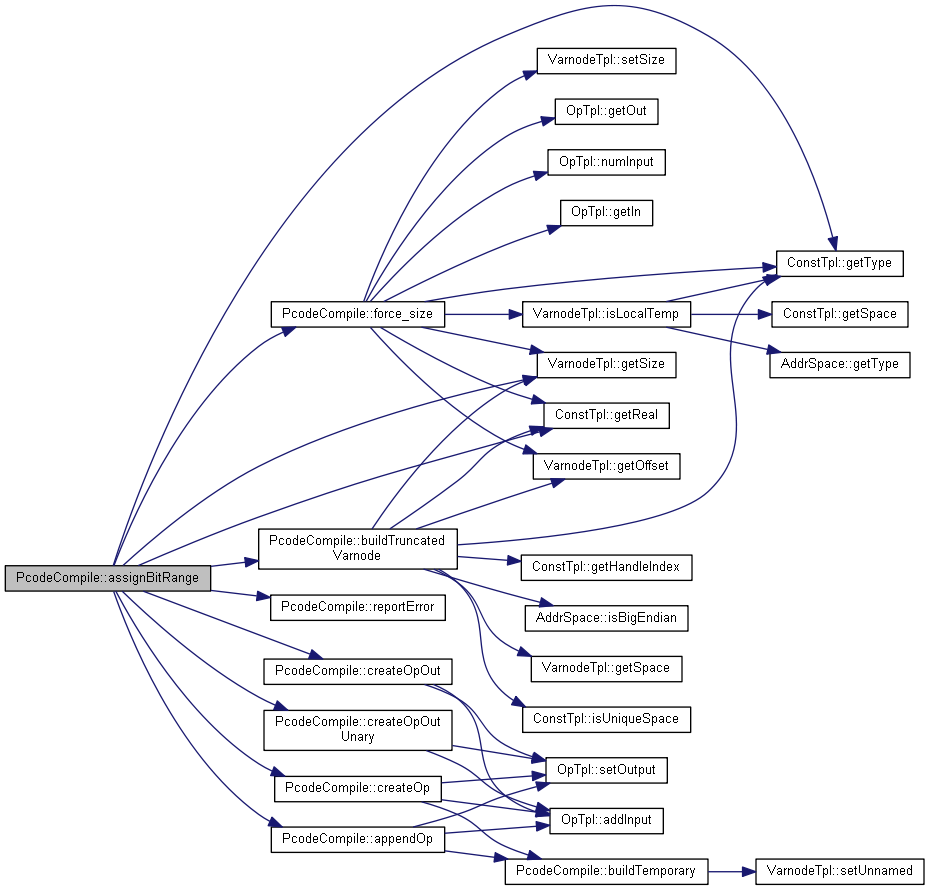 VarnodeTpl::setSize
OpTpl::getOut
OpTpl::numInput
OpTpl::getIn
ConstTpl::getType
PcodeCompile::force_size
VarnodeTpl::isLocalTemp
ConstTpl::getSpace
VarnodeTpl::getSize
AddrSpace::getType
ConstTpl::getReal
VarnodeTpl::getOffset
PcodeCompile::buildTruncated
Varnode
ConstTpl::getHandleIndex
PcodeCompile::assignBitRange
PcodeCompile::reportError
AddrSpace::isBigEndian
PcodeCompile::createOpOut
VarnodeTpl::getSpace
PcodeCompile::createOpOut
Unary
ConstTpl::isUniqueSpace
OpTpl::setOutput
PcodeCompile::createOp
OpTpl::addInput
PcodeCompile::appendOp
PcodeCompile::buildTemporary
VarnodeTpl::setUnnamed